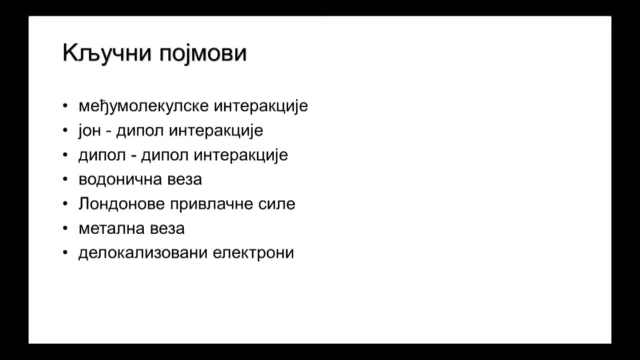 Кључни појмови
• међумолекулске интеракције
• јон - дипол интеракције
• дипол - дипол интеракције
• водонична веза
• Лондонове привлачне силе
• метална веза
• делокализовани електрони